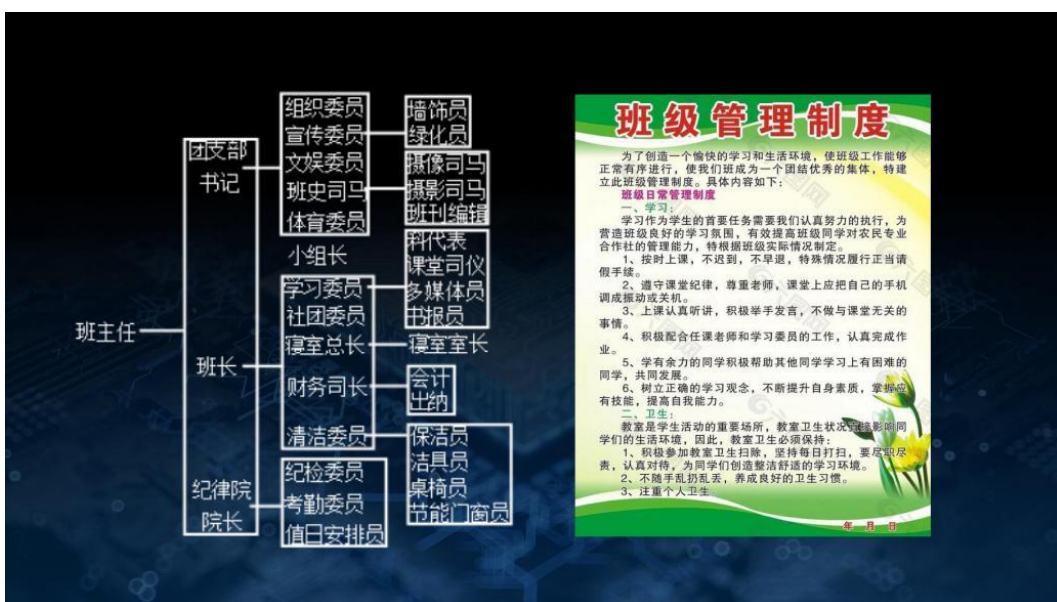 班主任
团支部
书记
班长
纪律院
院长
组织委员
宣传委员
文娱委员
班史司马
体育委员
小组长
学习委员
社团委员
寝室总长
财务司长
清洁委员
纪检委员
考勤委员
值日安排员
墙饰员
绿化员
摄像司马
摄影司马
班刊编辑
科代表
课堂司仪
多媒体员
书报员
寝室室长
会计
出纳
保洁员
洁具员
桌椅员
节能门窗员
班级管理制度
为了创造一个愉快的学习和生活环境，使班级工作能够
正常有序进行，使我们班成为一个团结优秀的集体，特建
立此班级管理制度。具体内容如下：
班级日常管理制度
一、学习：
学习作为学生的首要任务需要我们认真努力的执行，为
营造班级良好的学习氛围，有效提高班级同学对农民专业
合作社的管理能力，特根据班级实际情况制定。
1、按时上课，不迟到，不早退，特殊情况履行正当请
假手续。
2、遵守课堂纪律，尊重老师，课堂上应把自己的手机
调成振动或关机。
3、上课认真听讲，积极举手发言，不做与课堂无关的
事情。
4、积极配合任课老师和学习委员的工作，认真完成作
业。
5、学有余力的同学积极帮助其他同学学习上有困难的
同学，共同发展。
6、树立正确的学习观念，不断提升自身素质，掌握应
有技能，提高自我能力。
二、卫生：
教室是学生活动的重要场所，教室卫生状况直接影响同
学们的生活环境，因此，教室卫生必须保持：
1、积极参加教室卫生扫除，坚持每日打扫，要尽职尽
责，认真对待，为同学们创造整洁舒适的学习环境。
2、不随手乱扔乱丢，养成良好的卫生习惯。
3、注重个人卫生
年 月 日